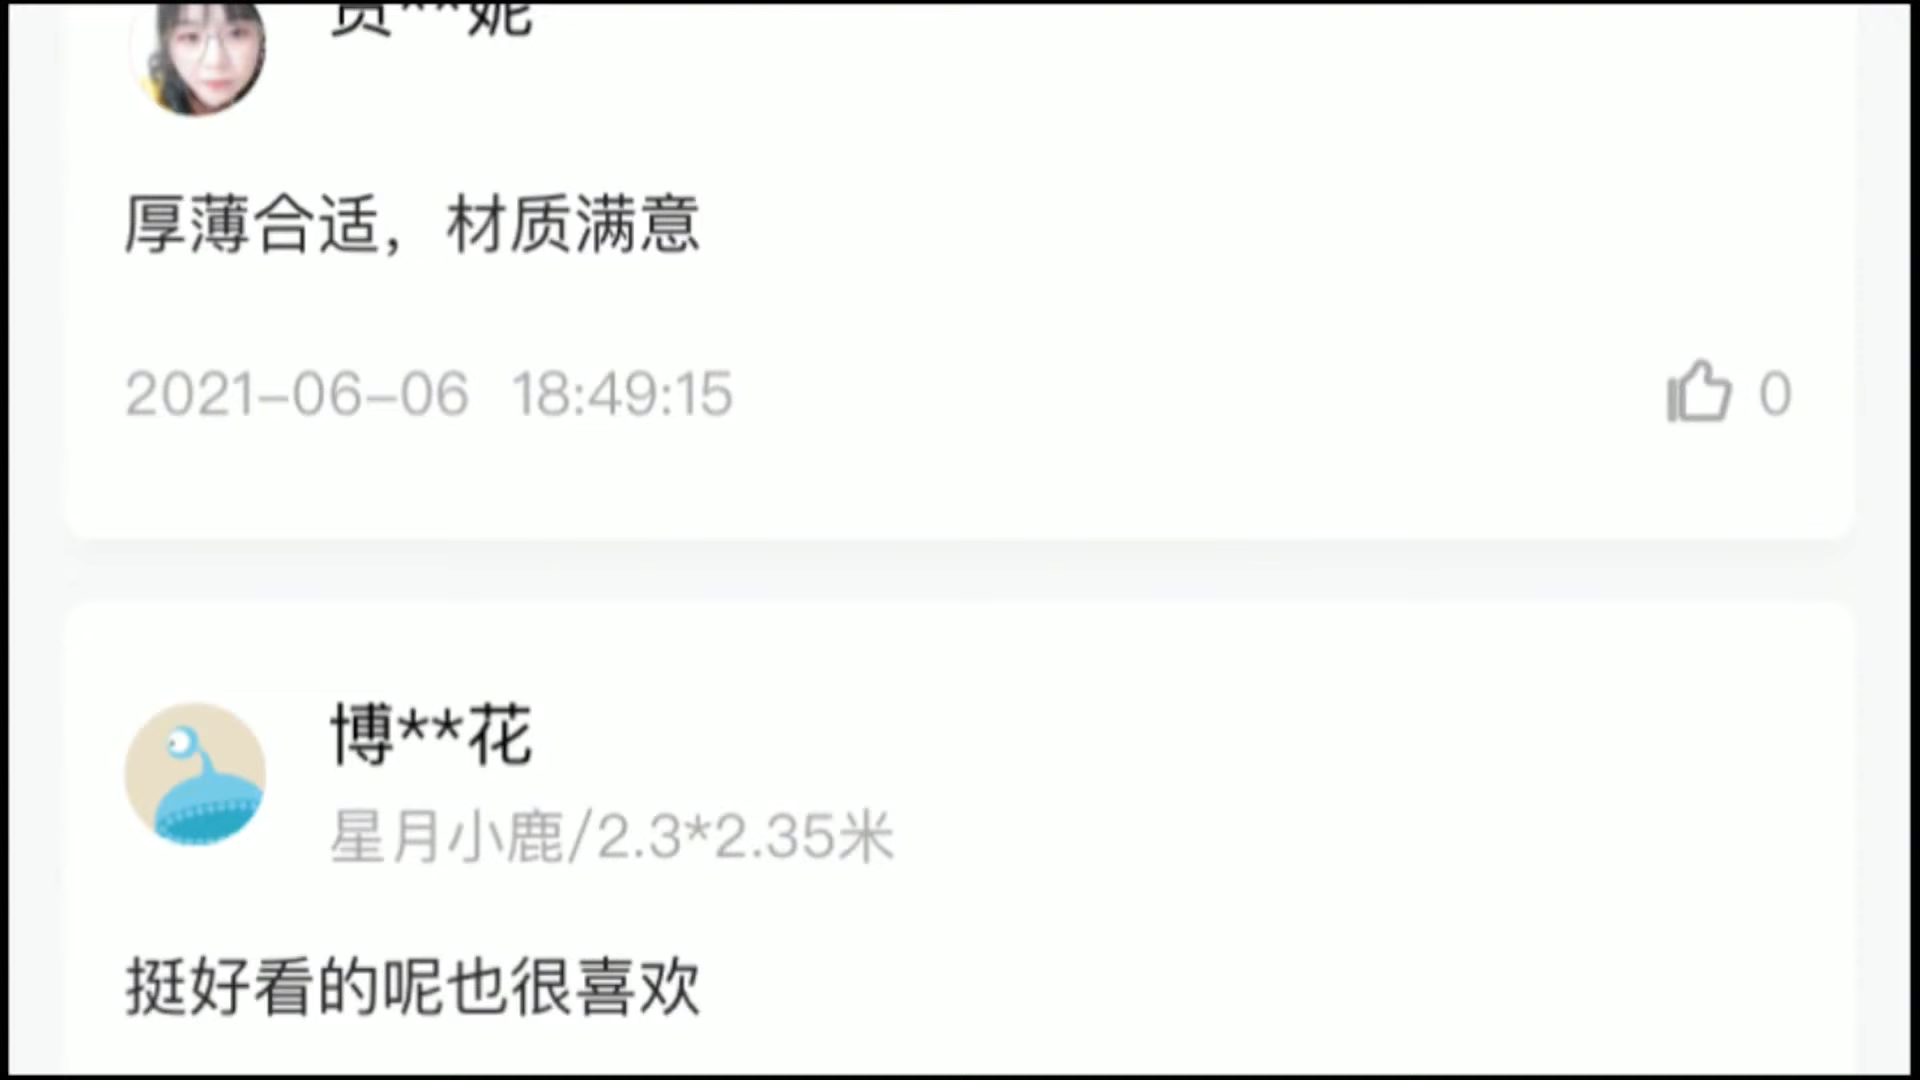 厚薄合适，材质满意
2021-06-06 18:49:15
0
博**花
星月小鹿/2.3*2.35米
挺好看的呢也很喜欢